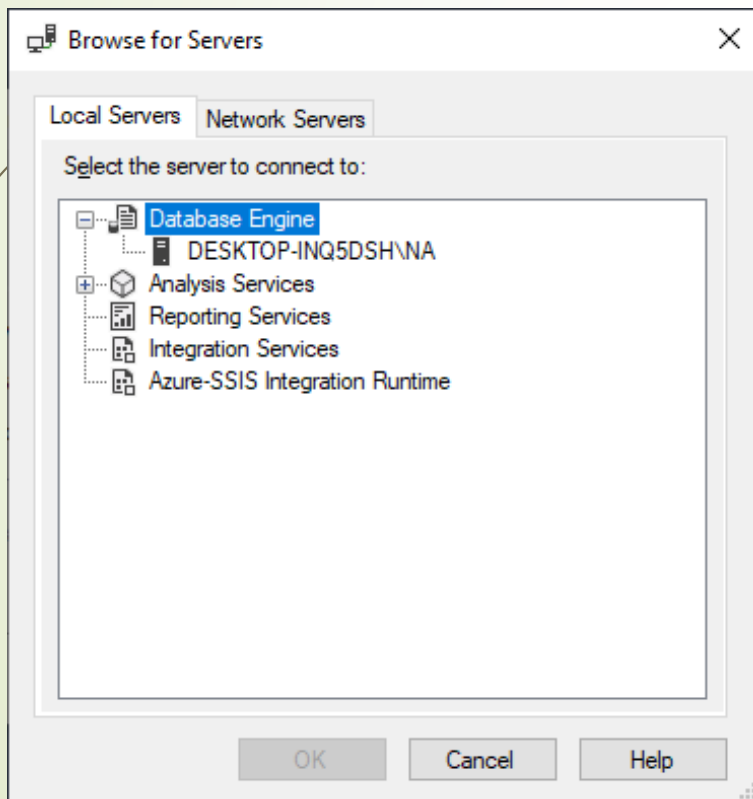 Browse for Servers
Local Servers
Network Servers
Select the server to connect to:
Database Engine
DESKTOP-INQ5DSH\NA
Analysis Services
Reporting Services
Integration Services
Azure-SSIS Integration Runtime
OK
Cancel
Help